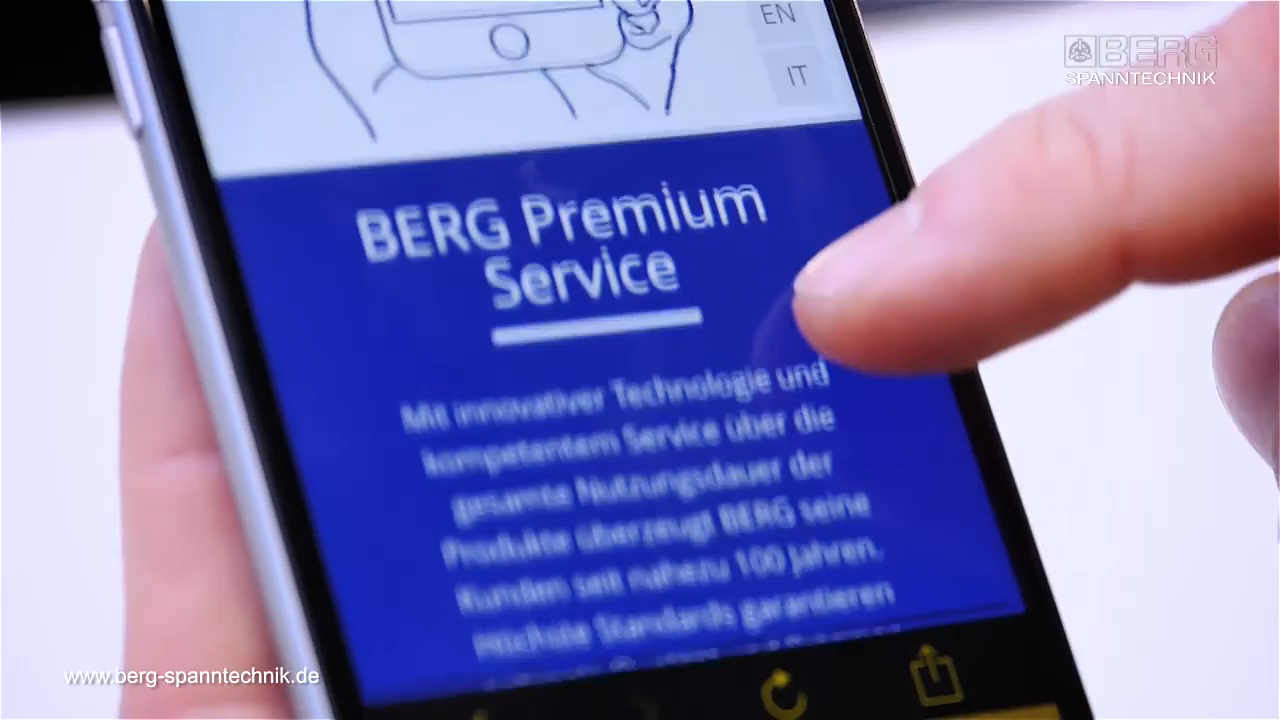 EN
IT
BERG
SPANNTECHNIK
BERG Premium
Service
Mit innovativer Technologie und
kompetentem Service über die
gesamte Nutzungsdauer der
Produkte überzeugt BERG seine
Kunden seit nahezu 100 Jahren.
Höchste Standards garantieren
www.berg-spanntechnik.de